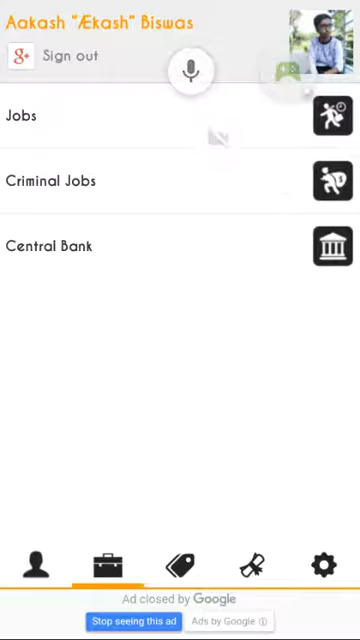 Aakash "Ækash" Biswas
g+ Sign out
Jobs
Criminal Jobs
Central Bank
Ad closed by Google
Stop seeing this ad
Ads by Google